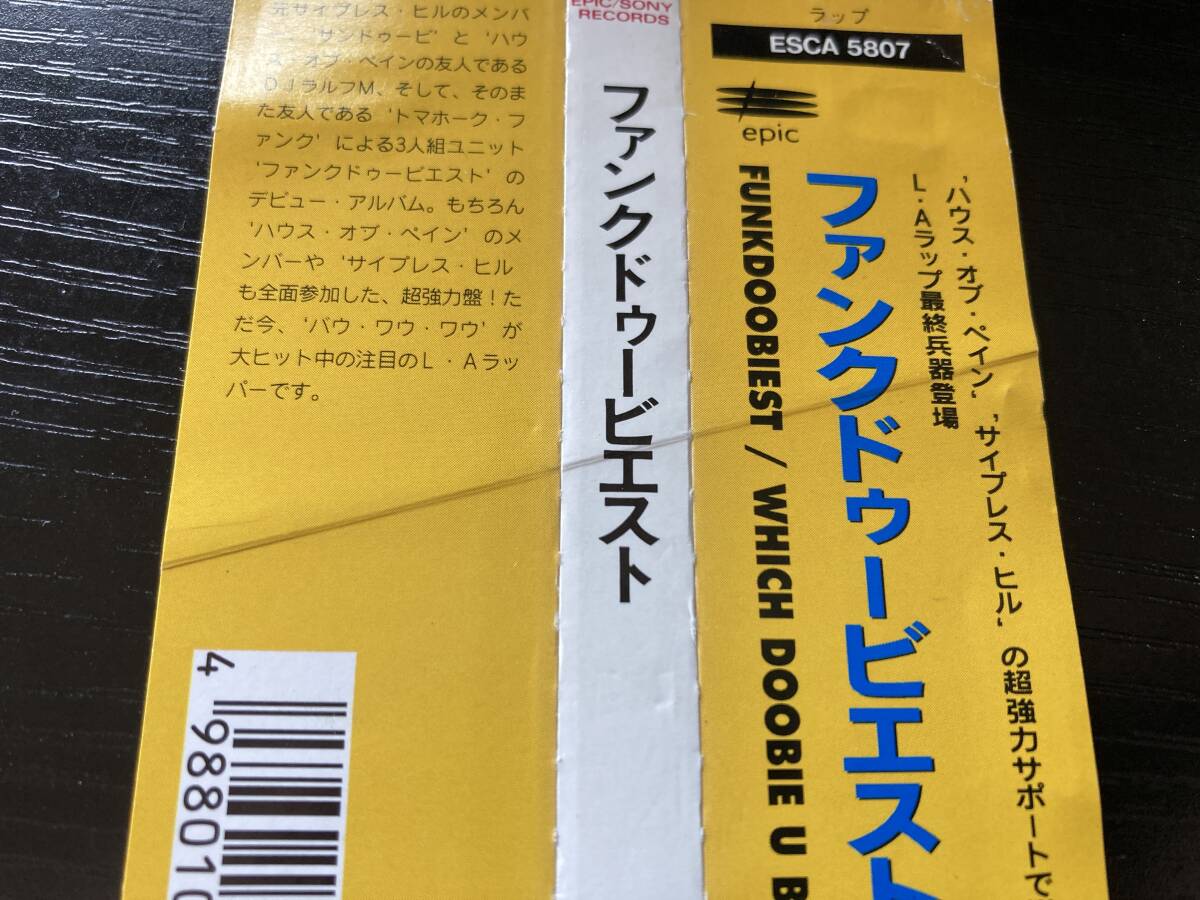 元サイプレス・ヒルのメンバ
ー 'サンドゥービ' と 'ハウ
ス・オブ・ペインの友人である
DJラルフM、そして、そのま
た友人である 'トマホーク・フ
ァンク' による3人組ユニット
'ファンクドゥービエスト' の
デビュー・アルバム。もちろん
'ハウス・オブ・ペイン' のメ
ンバーや 'サイプレス・ヒル
も全面参加した、超強力盤!た
だ今、'バウ・ワウ・ワウ' が
大ヒット中の注目のL・Aラッ
パーです。
4 98801
EPIC/SONY
RECORDS
ファンクドゥービエスト
ラップ
ESCA 5807
epic
'ハウス・オブ・ペイン' 'サイプレス・ヒル' の超強力サポートで
L・Aラップ最終兵器登場
ファンクドゥービエスト
FUNKDOOBIEST / WHICH DOOBIE U B